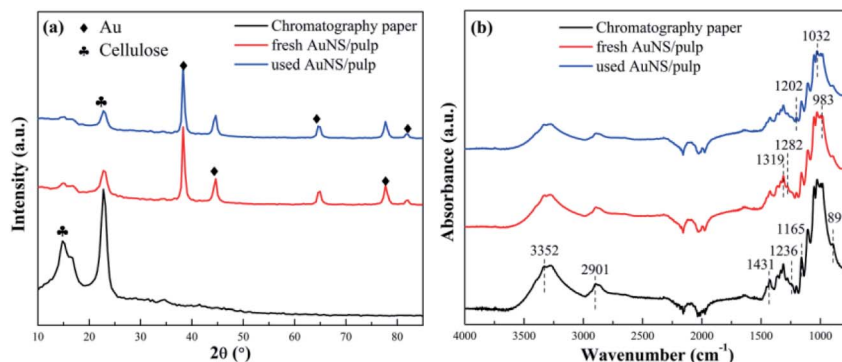 (a)
Au
Cellulose
Chromatography paper
fresh AuNS/pulp
used AuNS/pulp
Intensity (a.u.)
10 20 30 40 50 60 70 80
2θ (°)
(b)
Chromatography paper
fresh AuNS/pulp
used AuNS/pulp
1032
1202
983
1282
1319
1165
89
3352
2901
1431
1236
Absorbance (a.u.)
4000 3500 3000 2500 2000 1500 1000
Wavenumber (cm⁻¹)